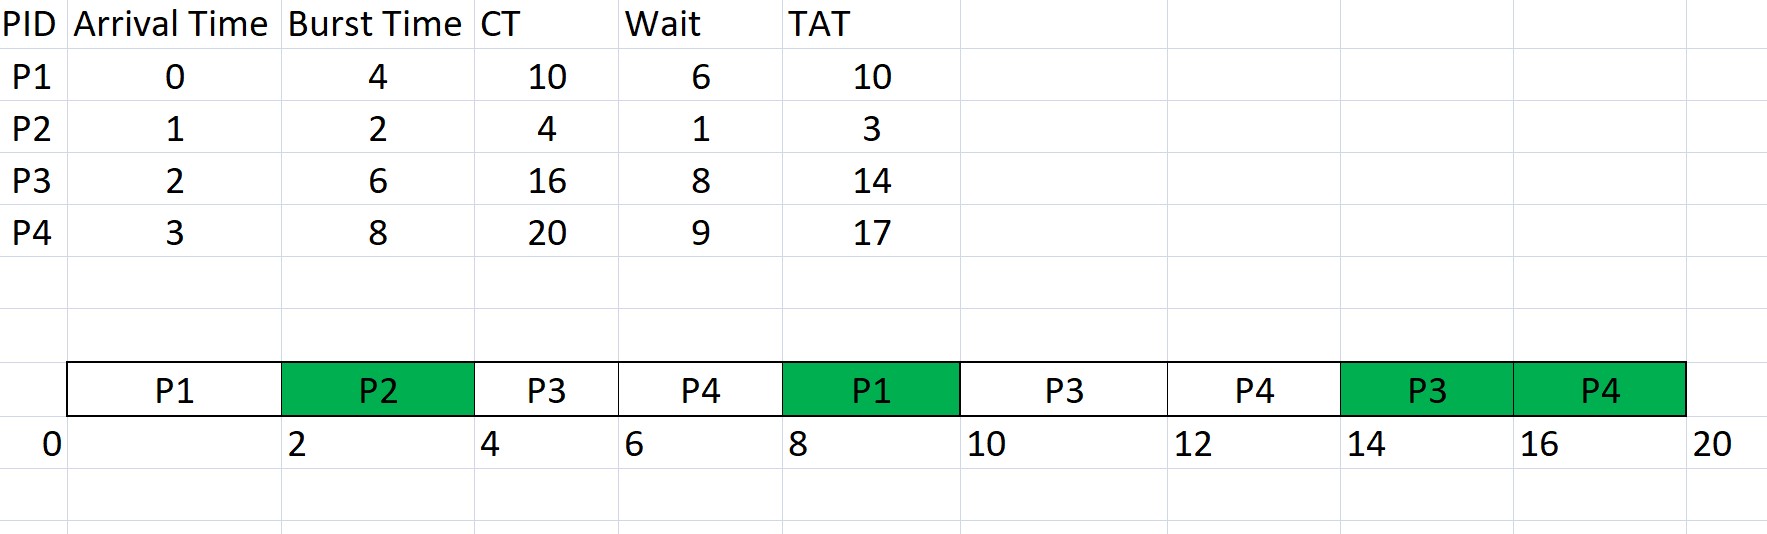 PID Arrival Time Burst Time CT Wait TAT
P1 0 4 10 6 10
P2 1 2 4 1 3
P3 2 6 16 8 14
P4 3 8 20 9 17
P1 P2 P3 P4 P1 P3 P4 P3 P4
0 2 4 6 8 10 12 14 16 20